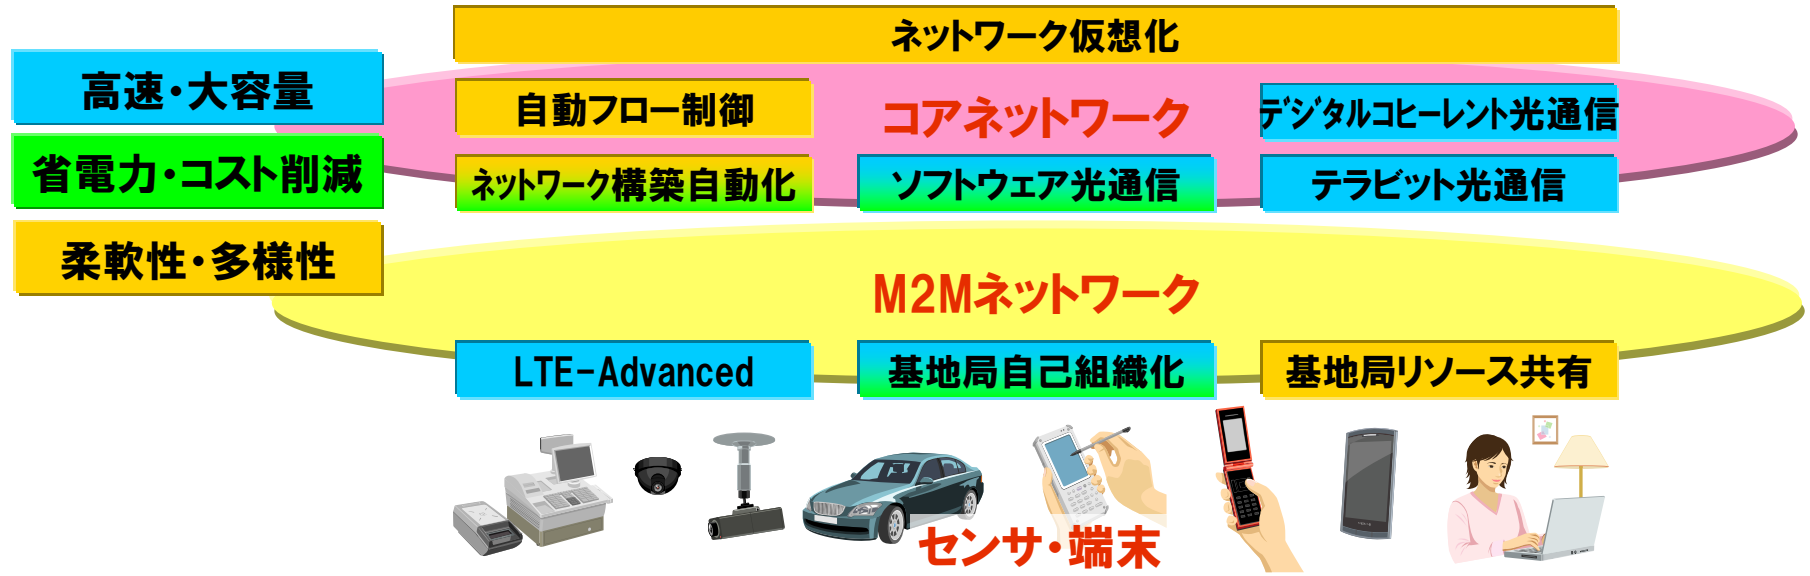 ネットワーク仮想化
高速・大容量
省電力・コスト削減
柔軟性・多様性
自動フロー制御
コアネットワーク
デジタルコヒーレント光通信
ネットワーク構築自動化
ソフトウェア光通信
テラビット光通信
M2Mネットワーク
LTE-Advanced
基地局自己組織化
基地局リソース共有
センサ・端末